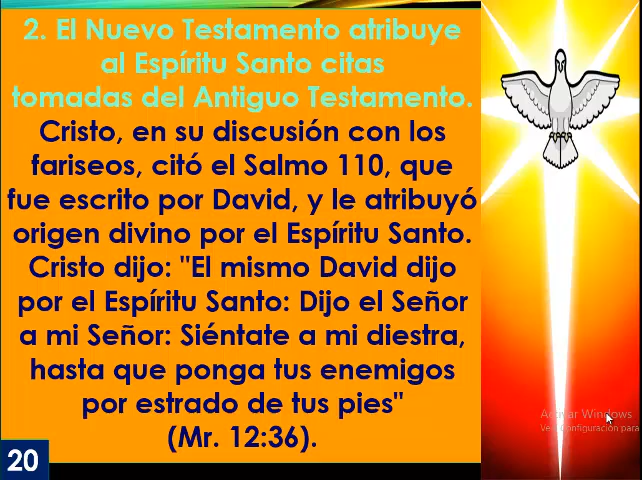 2. El Nuevo Testamento atribuye
al Espíritu Santo citas
tomadas del Antiguo Testamento.
Cristo, en su discusión con los
fariseos, citó el Salmo 110, que
fue escrito por David, y le atribuyó
origen divino por el Espíritu Santo.
Cristo dijo: "El mismo David dijo
por el Espíritu Santo: Dijo el Señor
a mi Señor: Siéntate a mi diestra,
hasta que ponga tus enemigos
por estrado de tus pies"
(Mr. 12:36).
20
Activar Windows
Ve a Configuración para